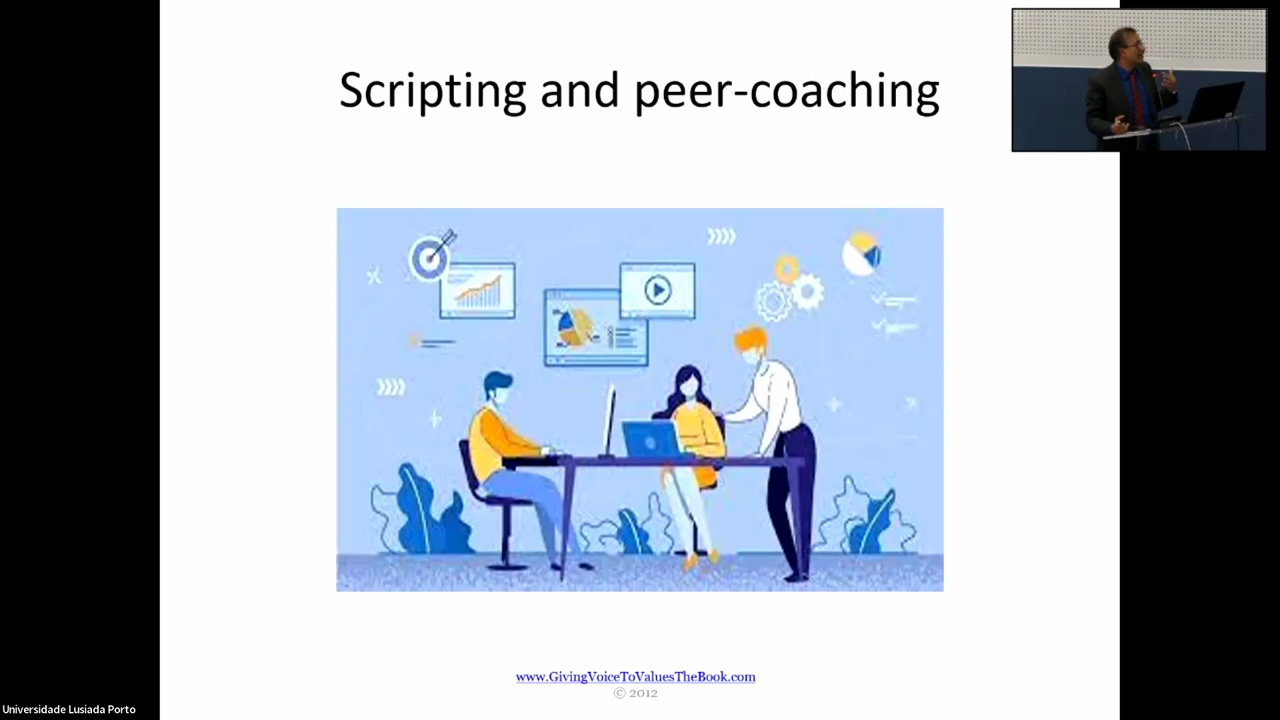 Scripting and peer-coaching
www.GivingVoiceToValuesTheBook.com
© 2012
Universidade Lusiada Porto